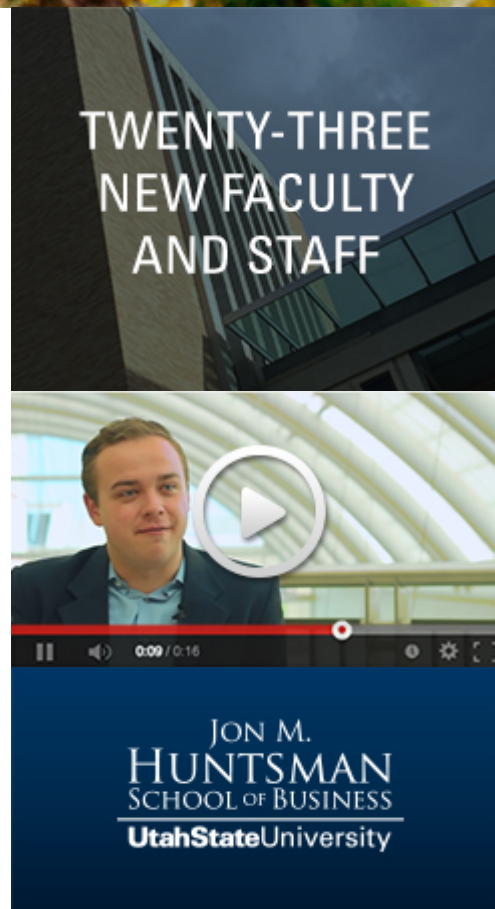 TWENTY-THREE
NEW FACULTY
AND STAFF
0:09 / 0:16
JON M.
HUNTSMAN
SCHOOL OF BUSINESS
UtahStateUniversity